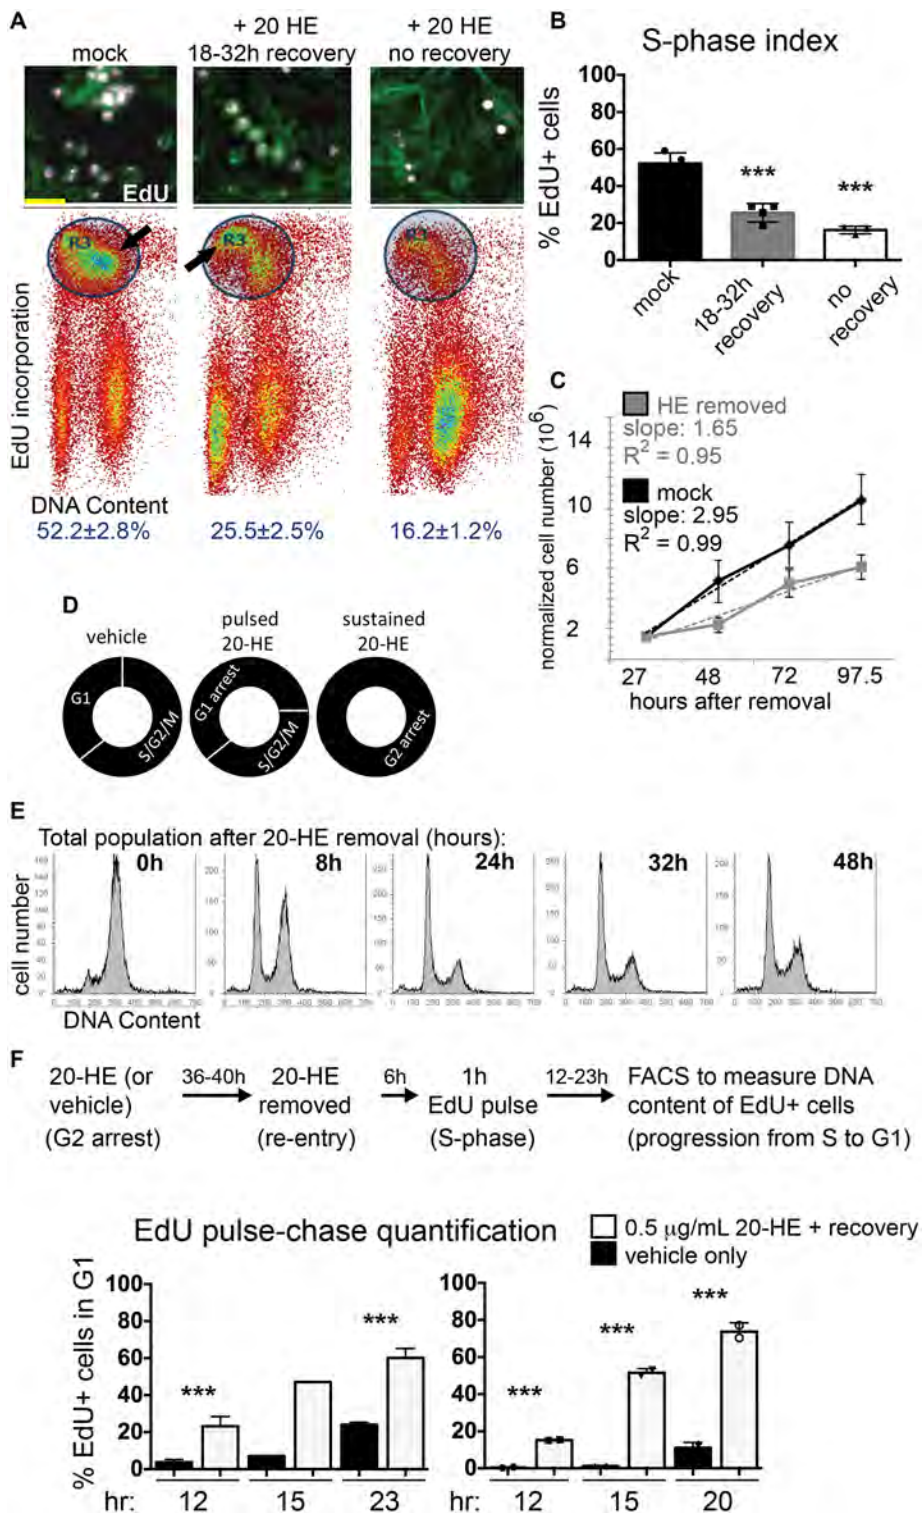 A
mock
+ 20 HE
18-32h recovery
+ 20 HE
no recovery
EdU
R3
R3
R3
EdU incorporation
DNA Content
52.2±2.8%
25.5±2.5%
16.2±1.2%
B
S-phase index
% EdU+ cells
100
80
60
40
20
0
***
***
mock
18-32h
recovery
no
recovery
C
normalized cell number (10⁶)
14
10
6
2
HE removed
slope: 1.65
R² = 0.95
mock
slope: 2.95
R² = 0.99
27
48
72
97.5
hours after removal
D
vehicle
pulsed
20-HE
sustained
20-HE
G1
S/G2/M
G1 arrest
S/G2/M
G2 arrest
E
Total population after 20-HE removal (hours):
0h
8h
24h
32h
48h
cell number
DNA Content
F
20-HE (or
vehicle)
(G2 arrest)
36-40h
20-HE
removed
(re-entry)
6h
1h
EdU pulse
(S-phase)
12-23h
FACS to measure DNA
content of EdU+ cells
(progression from S to G1)
EdU pulse-chase quantification
0.5 µg/mL 20-HE + recovery
vehicle only
% EdU+ cells in G1
100
80
60
40
20
0
***
***
hr: 12 15 23
100
80
60
40
20
0
***
***
***
hr: 12 15 20